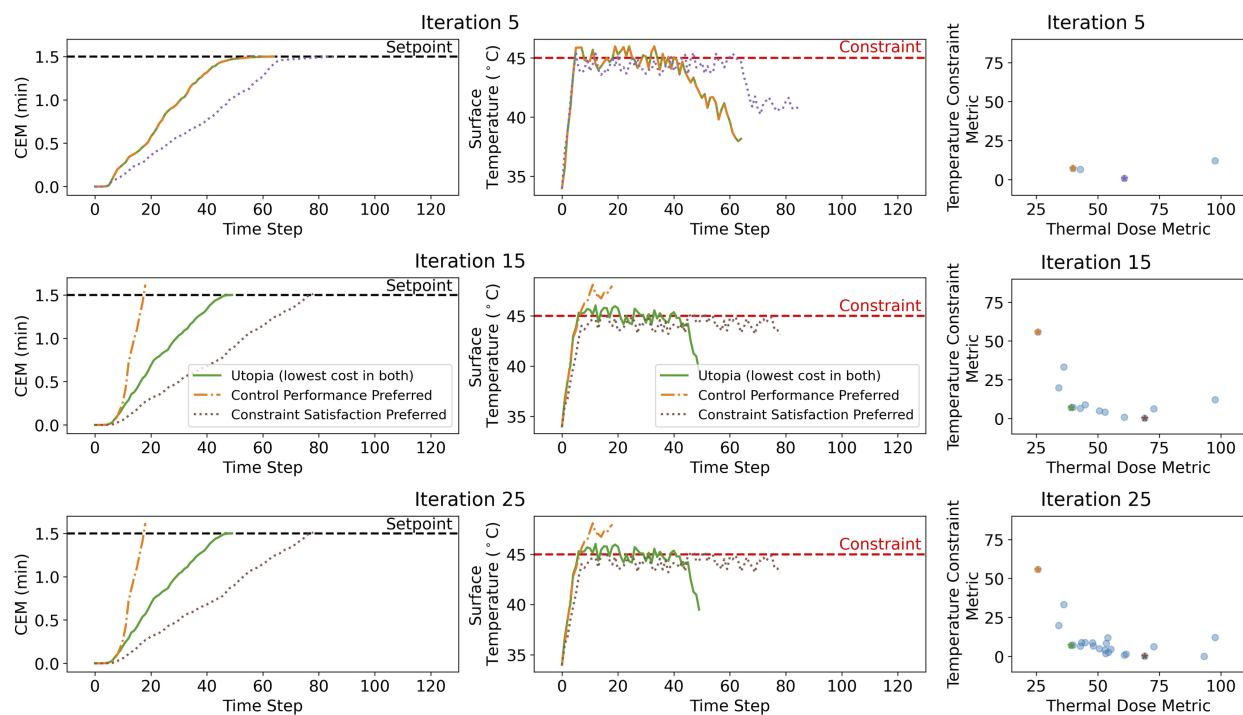 Iteration 5
Iteration 5
Setpoint
Constraint
CEM (min)
1.5
1.0
0.5
0.0
0 20 40 60 80 100 120
Time Step
Surface
Temperature (°C)
45
40
35
0 20 40 60 80 100 120
Time Step
Temperature Constraint
Metric
75
50
25
0
25 50 75 100
Thermal Dose Metric
Iteration 15
Iteration 15
Setpoint
Constraint
CEM (min)
1.5
1.0
0.5
0.0
Utopia (lowest cost in both)
Control Performance Preferred
Constraint Satisfaction Preferred
0 20 40 60 80 100 120
Time Step
Surface
Temperature (°C)
45
40
35
Utopia (lowest cost in both)
Control Performance Preferred
Constraint Satisfaction Preferred
0 20 40 60 80 100 120
Time Step
Temperature Constraint
Metric
75
50
25
0
25 50 75 100
Thermal Dose Metric
Iteration 25
Iteration 25
Setpoint
Constraint
CEM (min)
1.5
1.0
0.5
0.0
0 20 40 60 80 100 120
Time Step
Surface
Temperature (°C)
45
40
35
0 20 40 60 80 100 120
Time Step
Temperature Constraint
Metric
75
50
25
0
25 50 75 100
Thermal Dose Metric